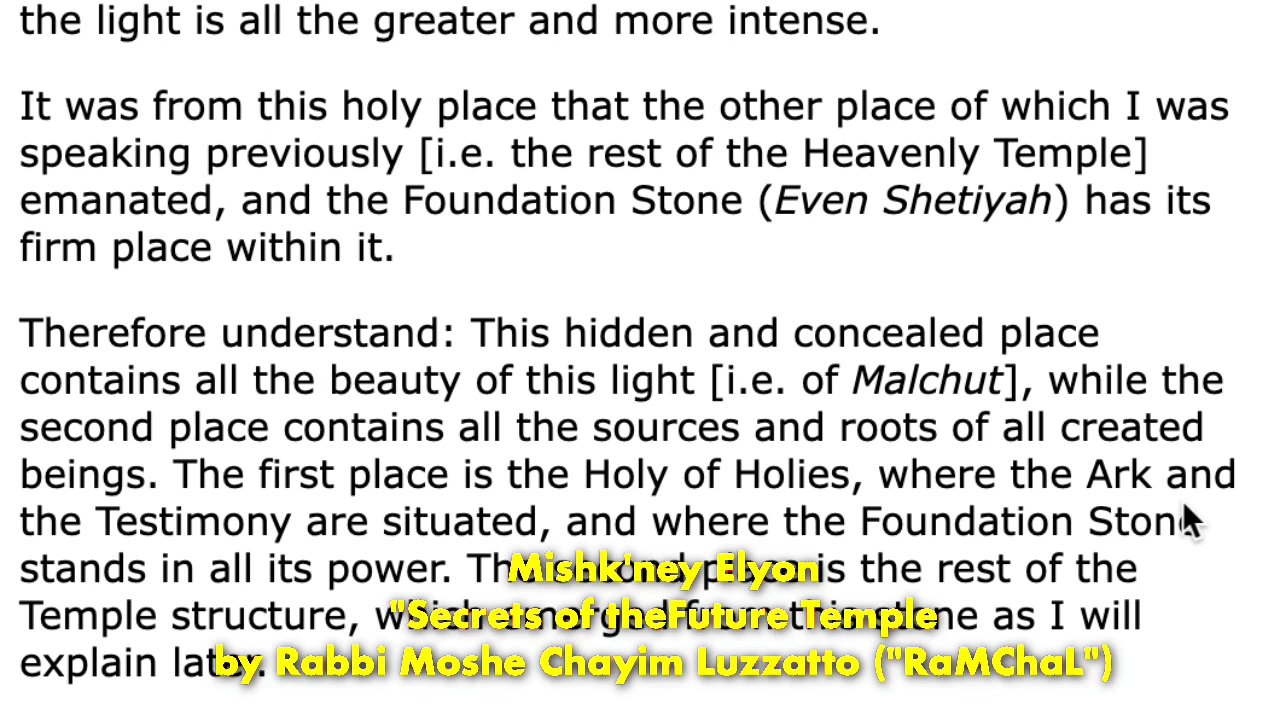 the light is all the greater and more intense.
It was from this holy place that the other place of which I was
speaking previously [i.e. the rest of the Heavenly Temple]
emanated, and the Foundation Stone (Even Shetiyah) has its
firm place within it.
Therefore understand: This hidden and concealed place
contains all the beauty of this light [i.e. of Malchut], while the
second place contains all the sources and roots of all created
beings. The first place is the Holy of Holies, where the Ark and
the Testimony are situated, and where the Foundation Stone
stands in all its power. is the rest of the
Temple structure, as I will
explain
Mishk'ney Elyon
"Secrets of theFuture Temple
by Rabbi Moshe Chayim Luzzatto ("RaMChaL")